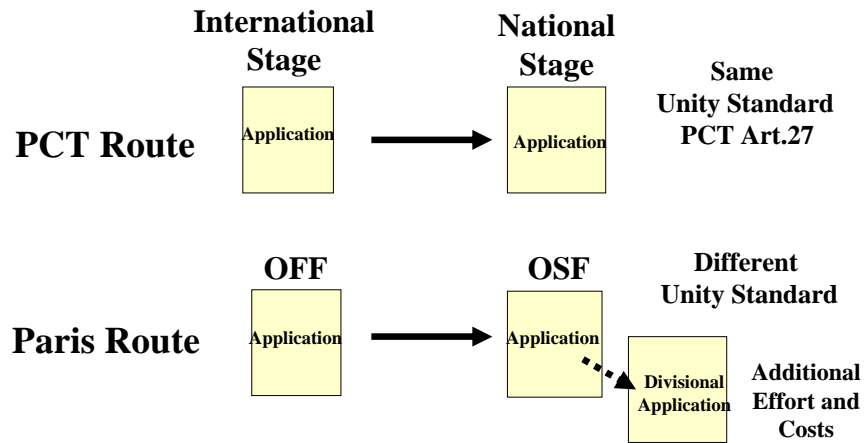 International
Stage
National
Stage
Same
Unity Standard
PCT Art.27
PCT Route
Application
Application
OFF
OSF
Different
Unity Standard
Paris Route
Application
Application
Divisional
Application
Additional
Effort and
Costs